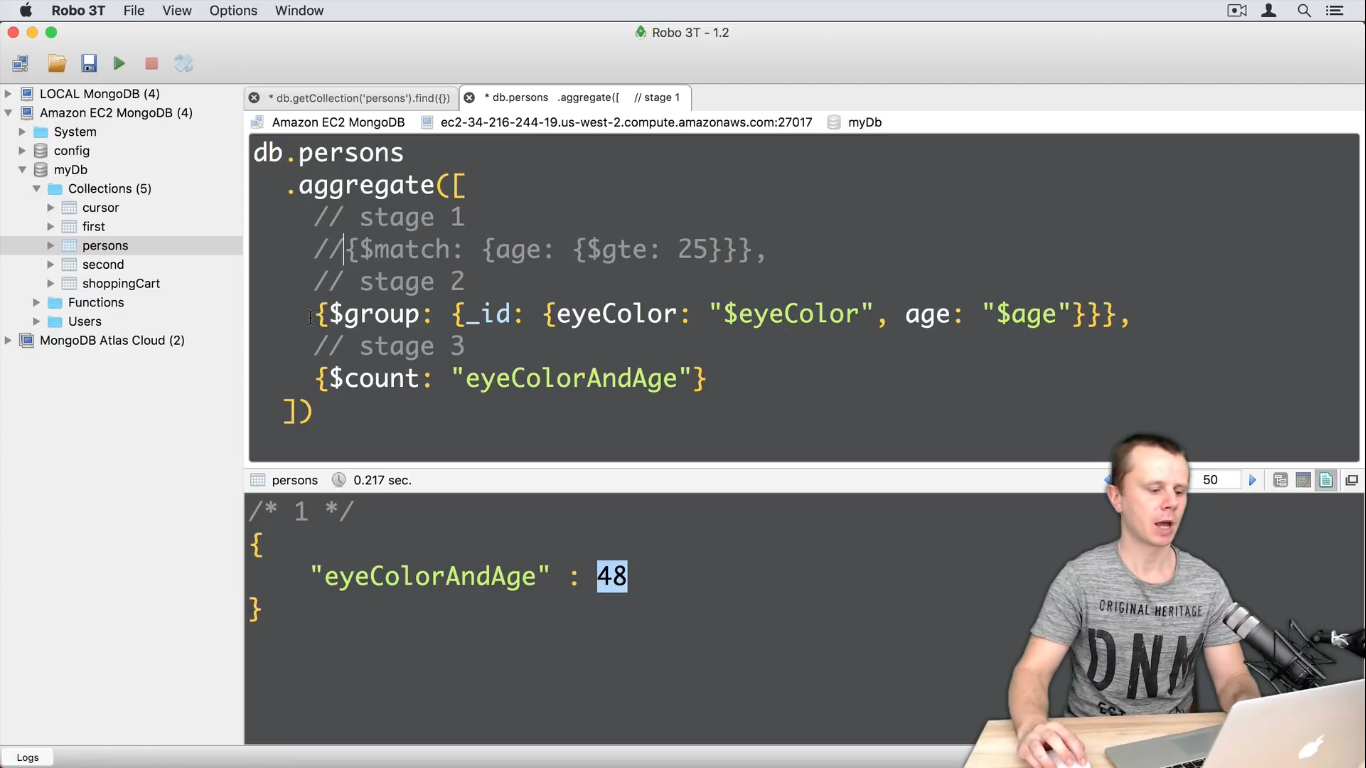 Robo 3T File View Options Window
Robo 3T - 1.2
LOCAL MongoDB (4)
Amazon EC2 MongoDB (4)
System
config
myDb
Collections (5)
cursor
first
persons
second
shoppingCart
Functions
Users
MongoDB Atlas Cloud (2)
* db.getCollection('persons').find({})
* db.persons .aggregate([ // stage 1
Amazon EC2 MongoDB ec2-34-216-244-19.us-west-2.compute.amazonaws.com:27017 myDb
db.persons
.aggregate([
// stage 1
//{$match: {age: {$gte: 25}}},
// stage 2
{$group: {_id: {eyeColor: "$eyeColor", age: "$age"}}},
// stage 3
{$count: "eyeColorAndAge"}
])
persons 0.217 sec. 50
/* 1 */
{
"eyeColorAndAge" : 48
}
ORIGINAL HERITAGE
DNM
Logs